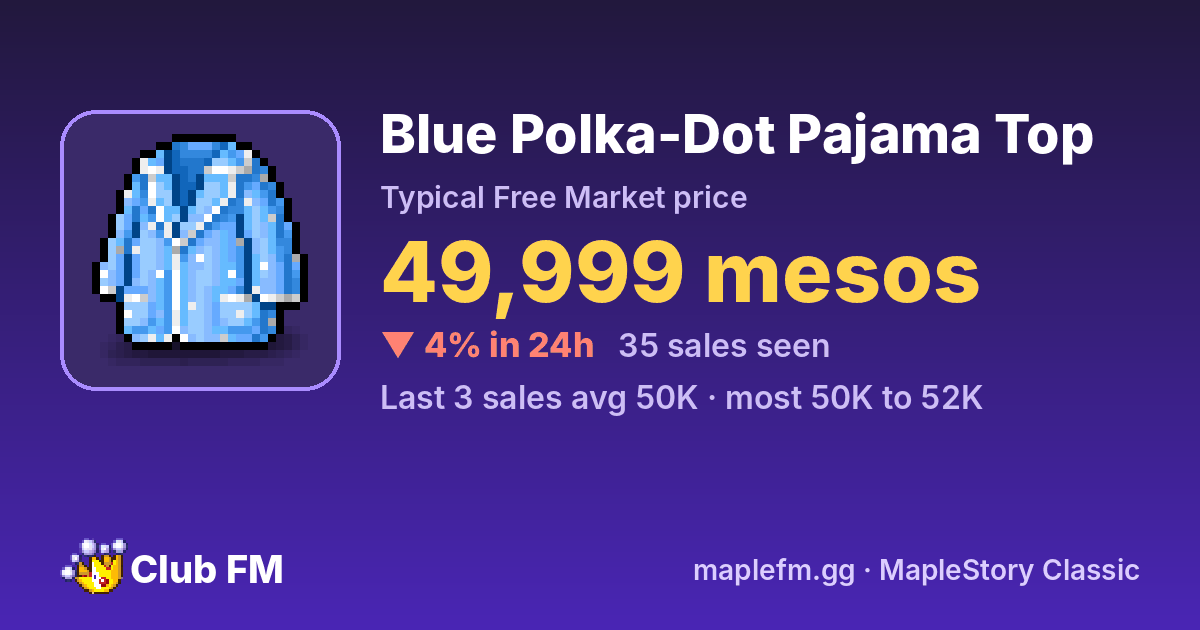 Blue Polka-Dot Pajama Top
Typical Free Market price
49,999 mesos
▼ 4% in 24h 35 sales seen
Last 3 sales avg 50K · most 50K to 52K
Club FM
maplefm.gg · MapleStory Classic